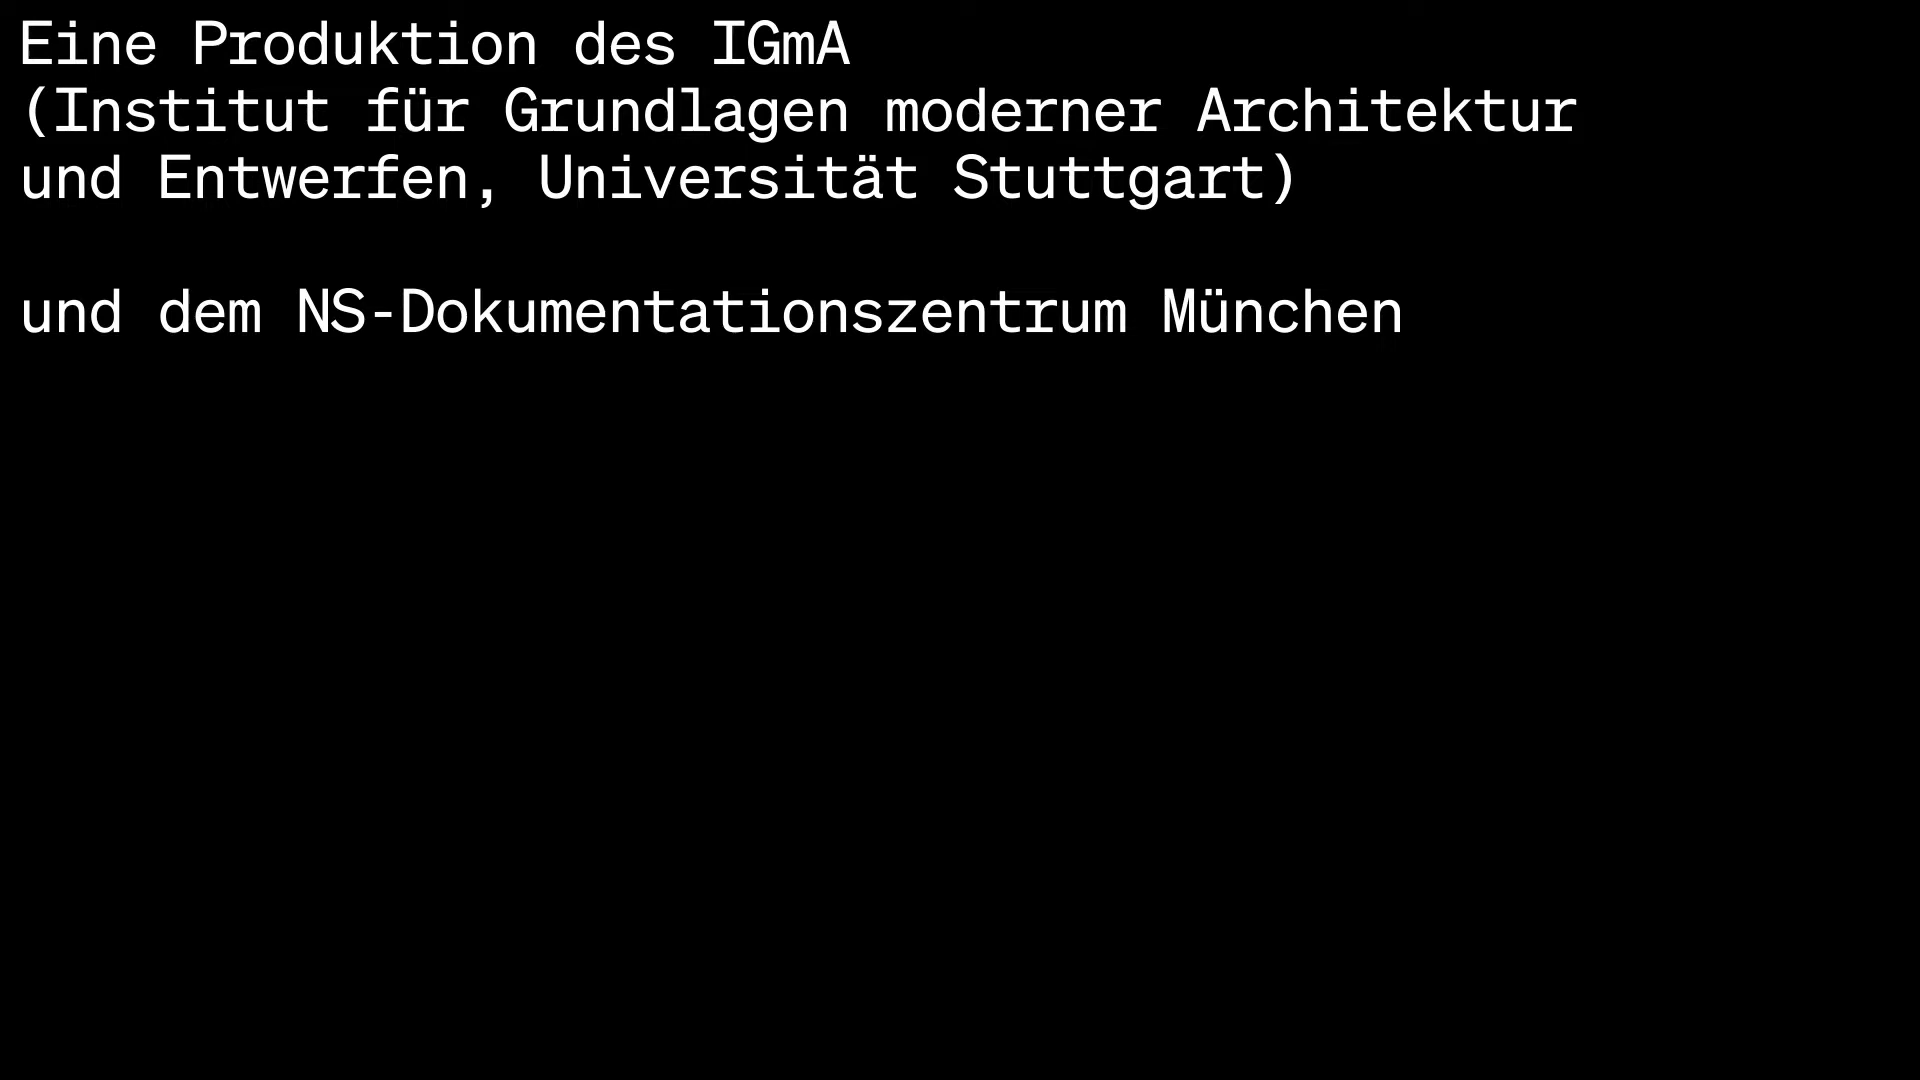 Eine Produktion des IGmA
(Institut für Grundlagen moderner Architektur
und Entwerfen, Universität Stuttgart)
und dem NS-Dokumentationszentrum München